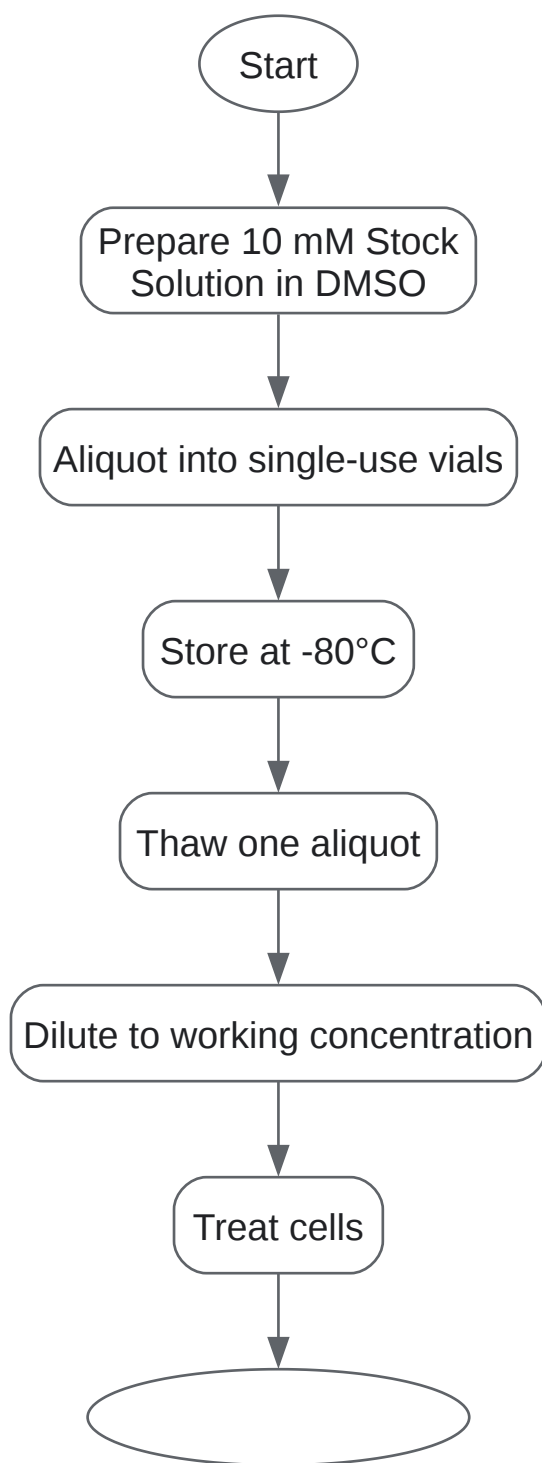 Start
Prepare 10 mM Stock
Solution in DMSO
Aliquot into single-use vials
Store at -80°C
Thaw one aliquot
Dilute to working concentration
Treat cells